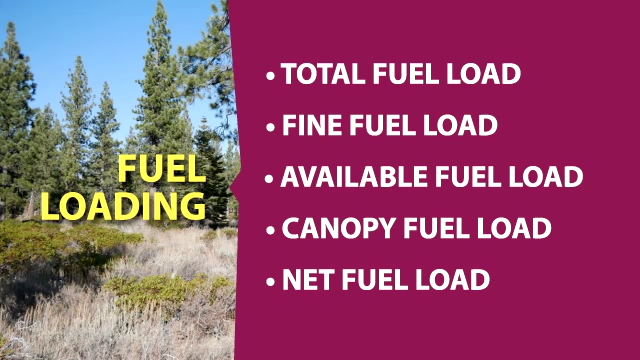 FUEL
LOADING
• TOTAL FUEL LOAD
• FINE FUEL LOAD
• AVAILABLE FUEL LOAD
• CANOPY FUEL LOAD
• NET FUEL LOAD